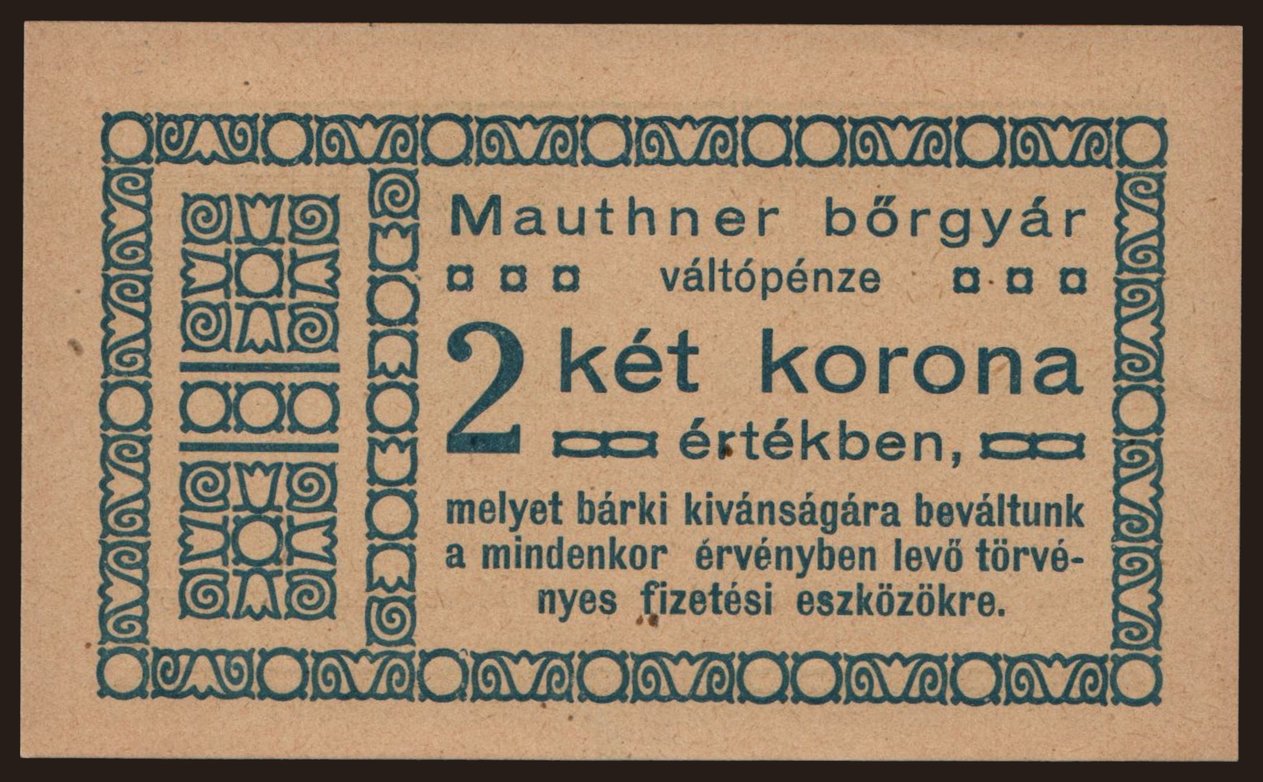 Mauthner bőrgyár
váltópénze
2 két korona
értékben,
melyet bárki kivánságára beváltunk
a mindenkor érvényben levő törvé-
nyes fizetési eszközökre.